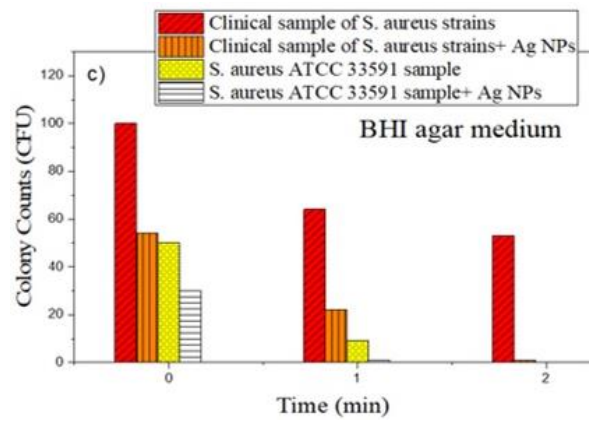 Clinical sample of S. aureus strains
Clinical sample of S. aureus strains+ Ag NPs
S. aureus ATCC 33591 sample
S. aureus ATCC 33591 sample+ Ag NPs
c)
BHI agar medium
120
100
80
60
40
20
0
Colony Counts (CFU)
0 1 2
Time (min)